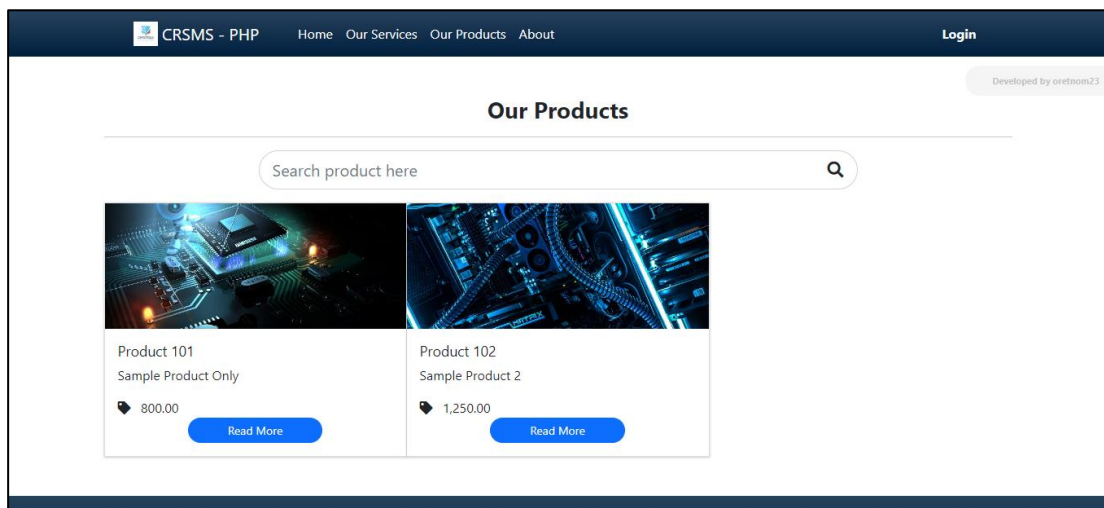 CRSMS - PHP Home Our Services Our Products About Login
Developed by oretnom23
Our Products
Search product here
Product 101
Sample Product Only
800.00
Read More
Product 102
Sample Product 2
1,250.00
Read More